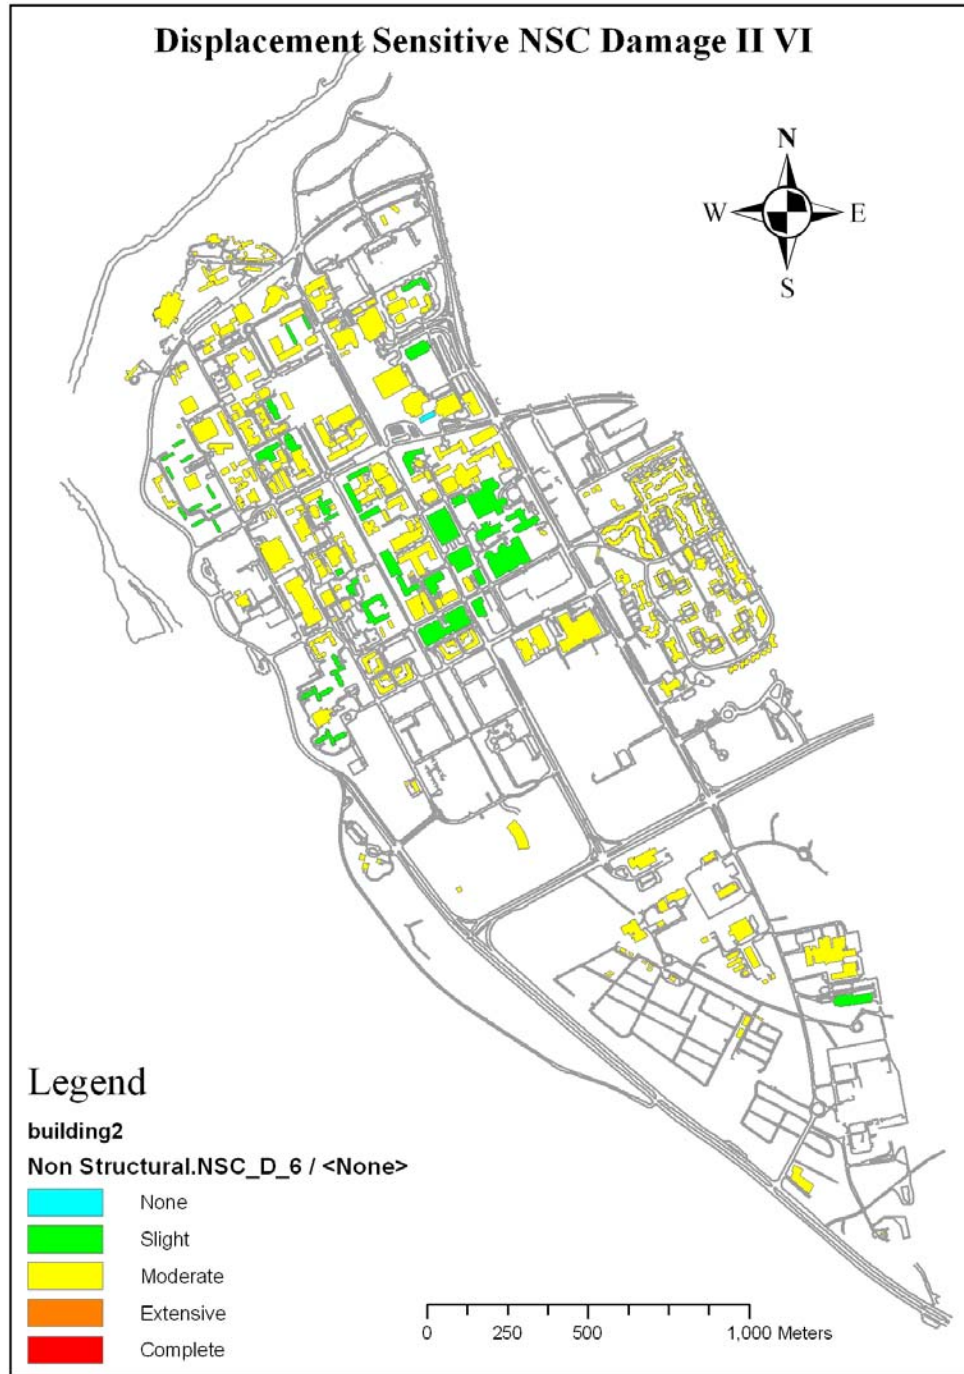 Displacement Sensitive NSC Damage II VI
N
W E
S
Legend
building2
Non Structural.NSC_D_6 / <None>
None
Slight
Moderate
Extensive
Complete
0 250 500 1,000 Meters